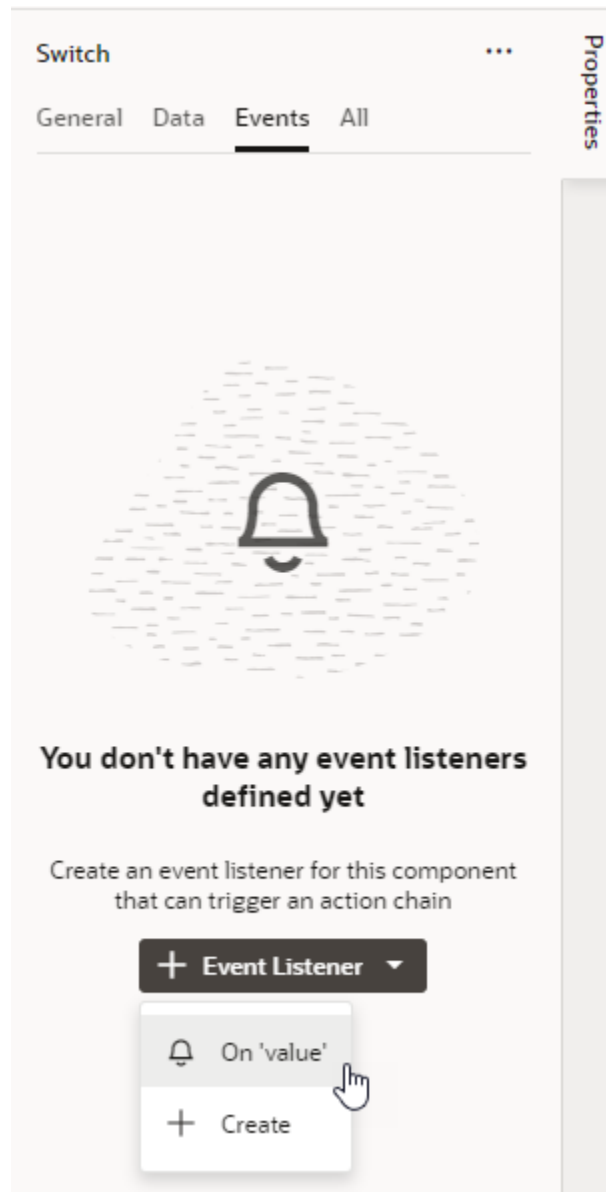 Switch
...
Properties
General Data Events All
You don't have any event listeners
defined yet
Create an event listener for this component
that can trigger an action chain
+ Event Listener
On 'value'
+ Create